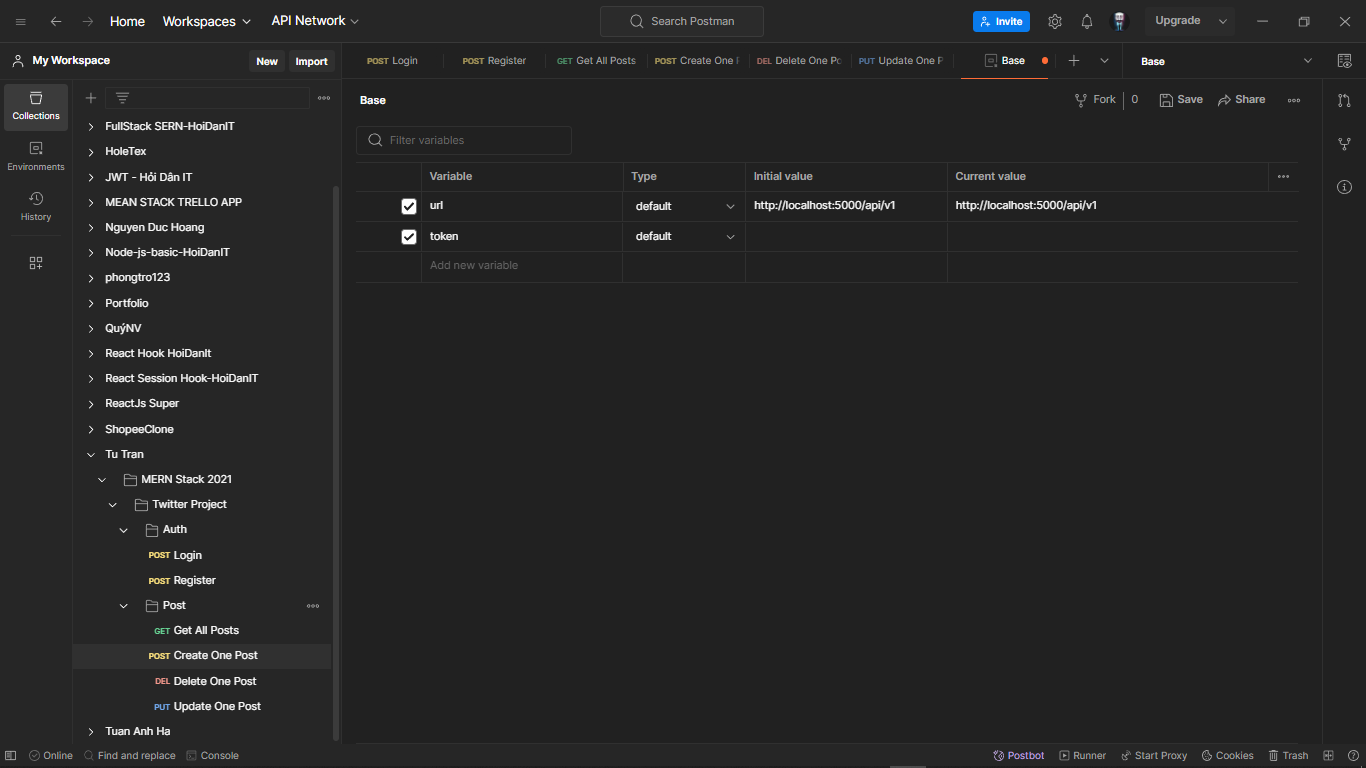 Home Workspaces API Network Search Postman Invite Upgrade
My Workspace New Import
POST Login POST Register GET Get All Posts POST Create One DEL Delete One Po PUT Update One P Base Base
Collections
Environments
History
FullStack SERN-HoiDanIT
HoleTex
JWT - Hỏi Dân IT
MEAN STACK TRELLO APP
Nguyen Duc Hoang
Node-js-basic-HoiDanIT
phongtro123
Portfolio
QuýNV
React Hook HoiDanIt
React Session Hook-HoiDanIT
ReactJs Super
ShopeeClone
Tu Tran
MERN Stack 2021
Twitter Project
Auth
POST Login
POST Register
Post
GET Get All Posts
POST Create One Post
DEL Delete One Post
PUT Update One Post
Tuan Anh Ha
Base Fork 0 Save Share
Filter variables
Variable Type Initial value Current value
url default http://localhost:5000/api/v1 http://localhost:5000/api/v1
token default
Add new variable
Online Find and replace Console Postbot Runner Start Proxy Cookies Trash